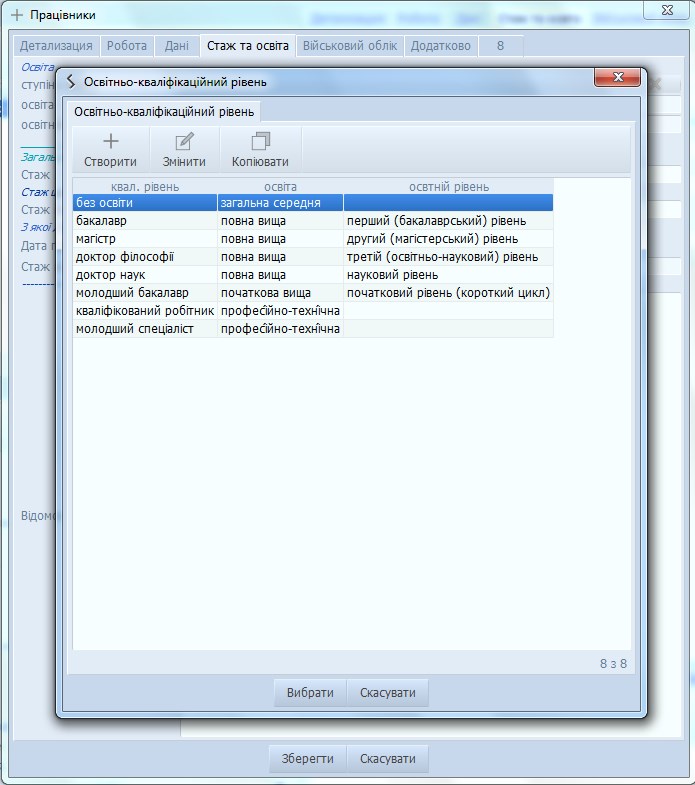 Працівники
Детализация Робота Дані Стаж та освіта Військовий облік Додатково 8
Освіта
ступін
освіта
освітн
Загаль
Стаж
Стаж
З якої
Дата
Стаж
Відомо
Освітньо-кваліфікаційний рівень
Освітньо-кваліфікаційний рівень
Створити Змінити Копіювати
квал. рівень освіта освтній рівень
без освіти загальна середня
бакалавр повна вища перший (бакалаврський) рівень
магістр повна вища другий (магістерський) рівень
доктор філософії повна вища третій (освітньо-науковий) рівень
доктор наук повна вища науковий рівень
молодший бакалавр початкова вища початковий рівень (короткий цикл)
кваліфікований робітник професійно-технічна
молодший спеціаліст професійно-технічна
8 з 8
Вибрати Скасувати
Зберегти Скасувати